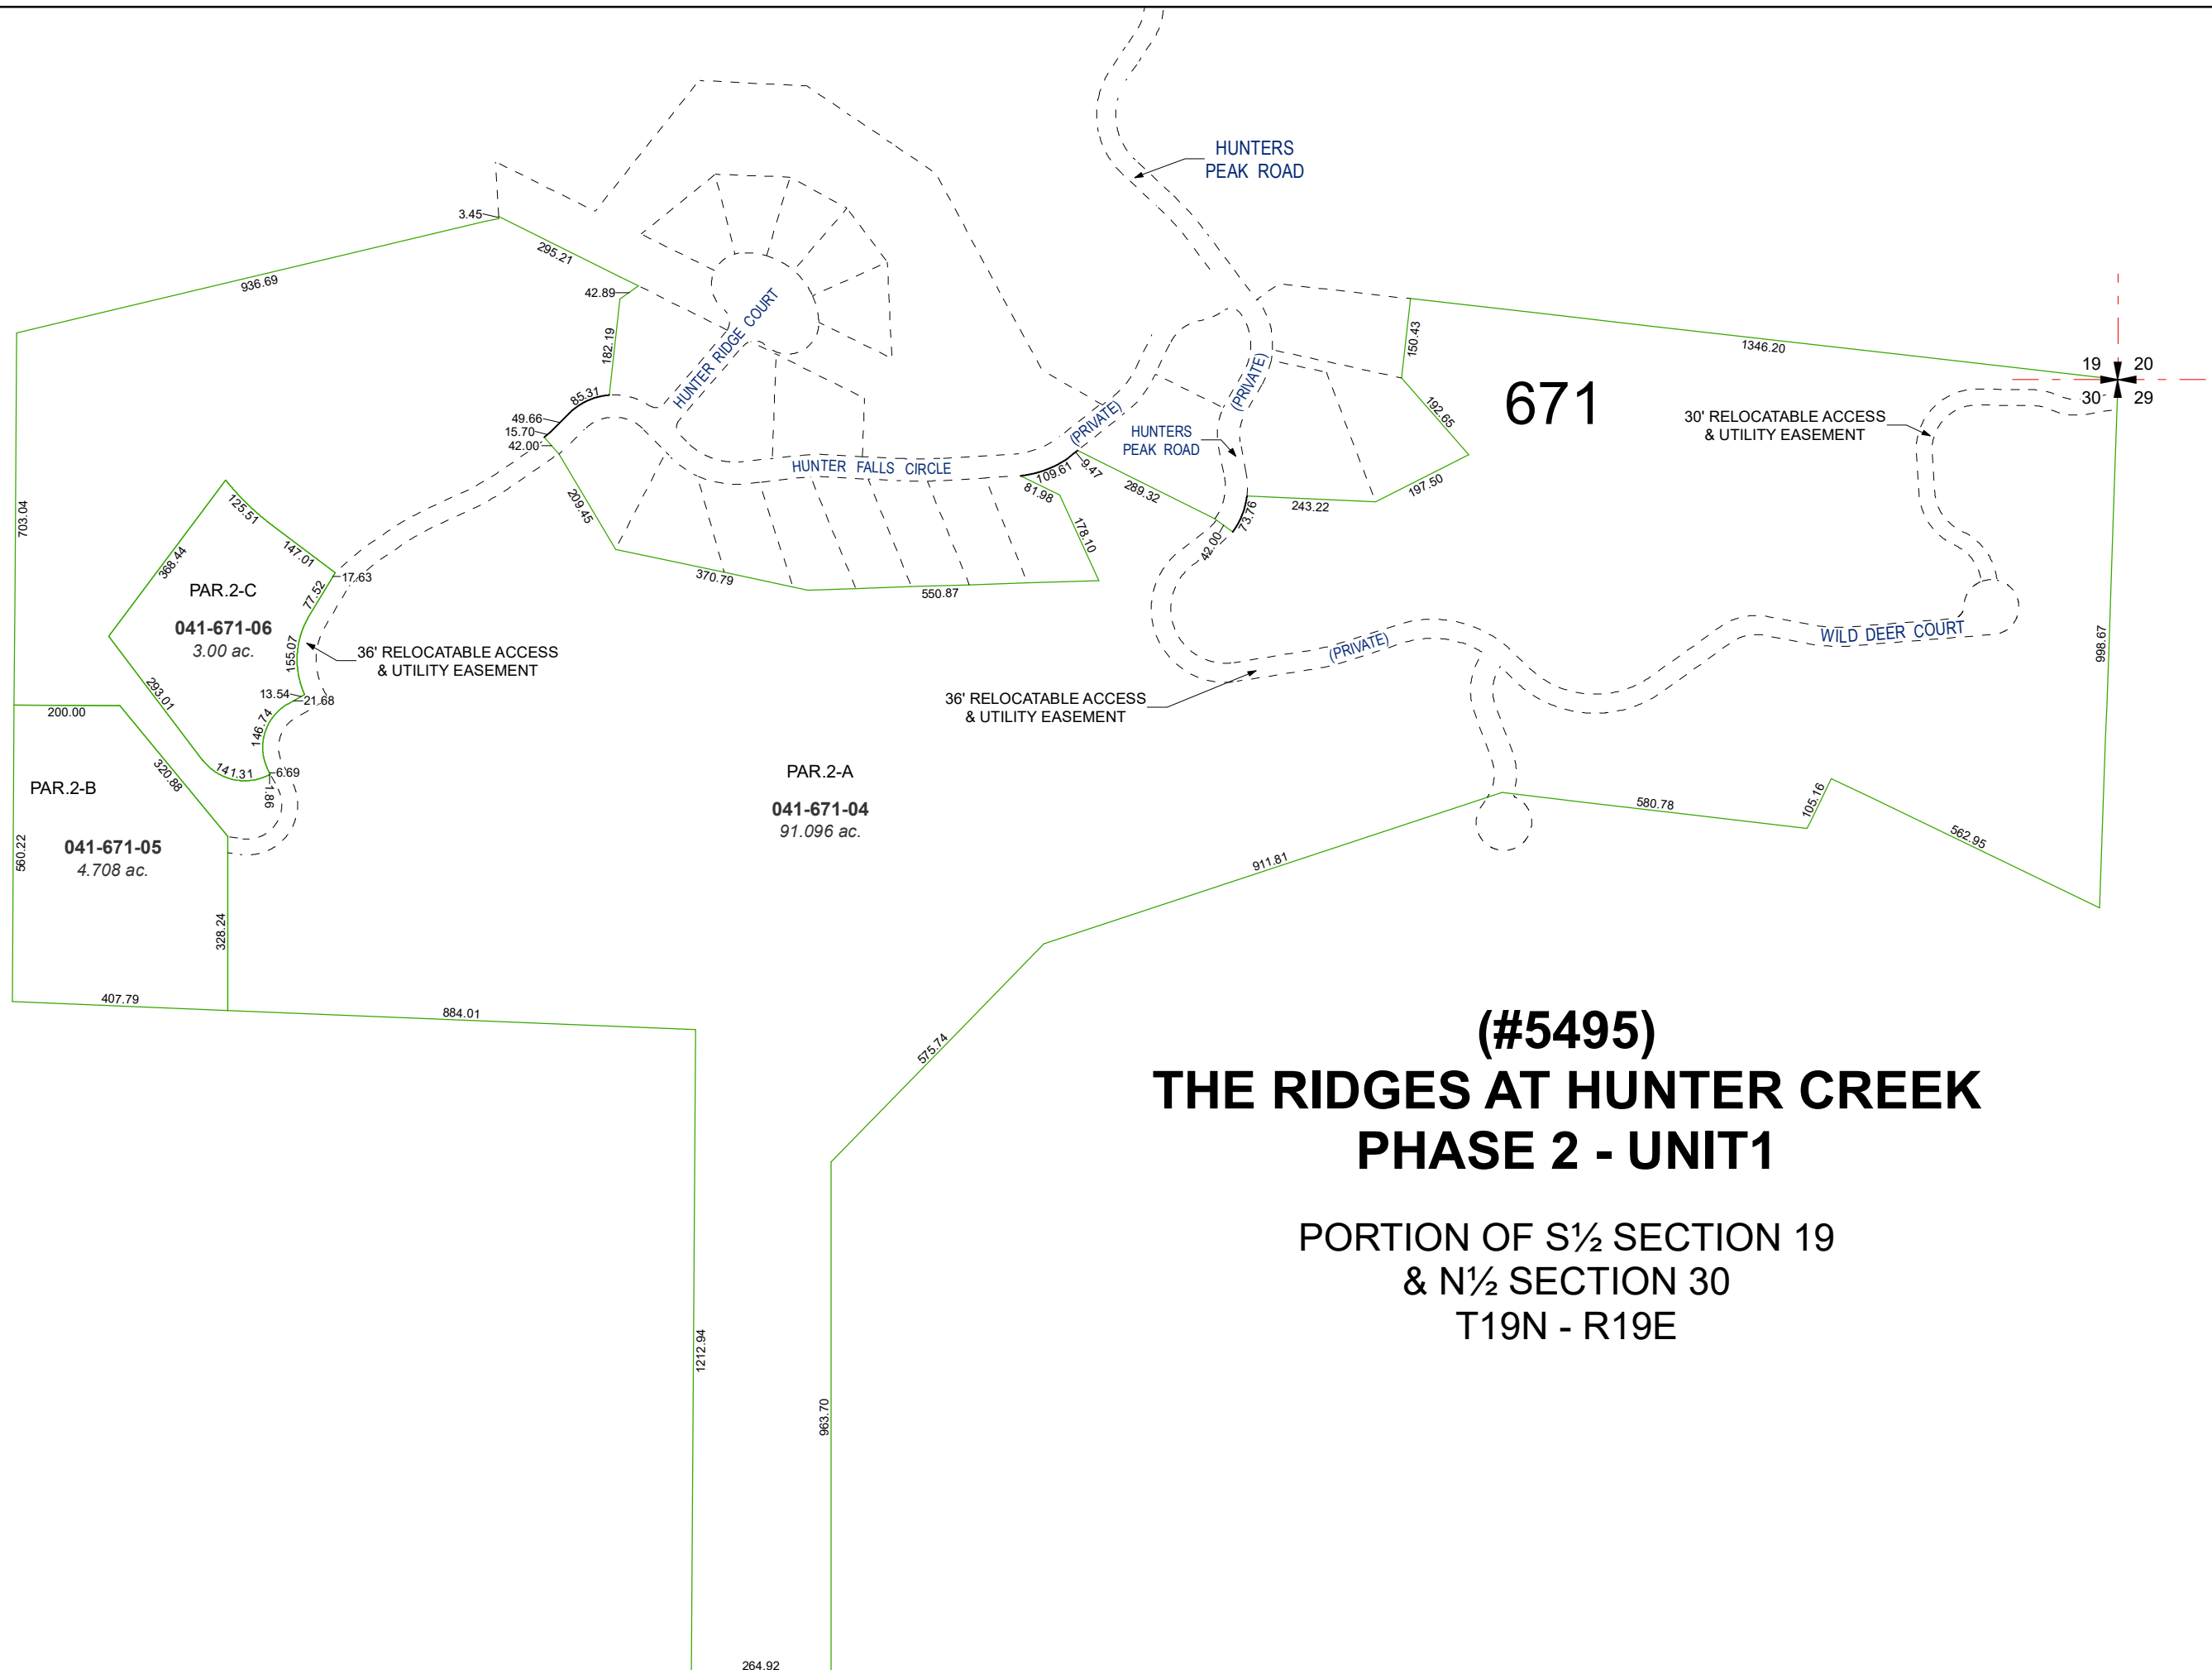 HUNTERS
PEAK ROAD
3.45
295.21
936.69
42.89
182.19
HUNTER RIDGE COURT
85.31
49.66
15.70
42.00
209.45
(PRIVATE)
(PRIVATE)
HUNTERS
PEAK ROAD
HUNTER FALLS CIRCLE
109.61
9.47
81.98
289.32
178.10
73.76
42.00
243.22
197.50
192.65
150.43
1346.20
671
19
20
30
29
30' RELOCATABLE ACCESS
& UTILITY EASEMENT
703.04
125.51
147.01
368.44
17.63
77.52
PAR.2-C
041-671-06
3.00 ac.
155.07
36' RELOCATABLE ACCESS
& UTILITY EASEMENT
13.54
21.68
293.01
146.74
141.31
6.69
1.86
370.79
550.87
(PRIVATE)
WILD DEER COURT
998.67
36' RELOCATABLE ACCESS
& UTILITY EASEMENT
200.00
320.88
PAR.2-B
041-671-05
4.708 ac.
560.22
328.24
407.79
884.01
PAR.2-A
041-671-04
91.096 ac.
911.81
580.78
105.16
562.95
575.74
1212.94
963.70
264.92
(#5495)
THE RIDGES AT HUNTER CREEK
PHASE 2 - UNIT1
PORTION OF S½ SECTION 19
& N½ SECTION 30
T19N - R19E